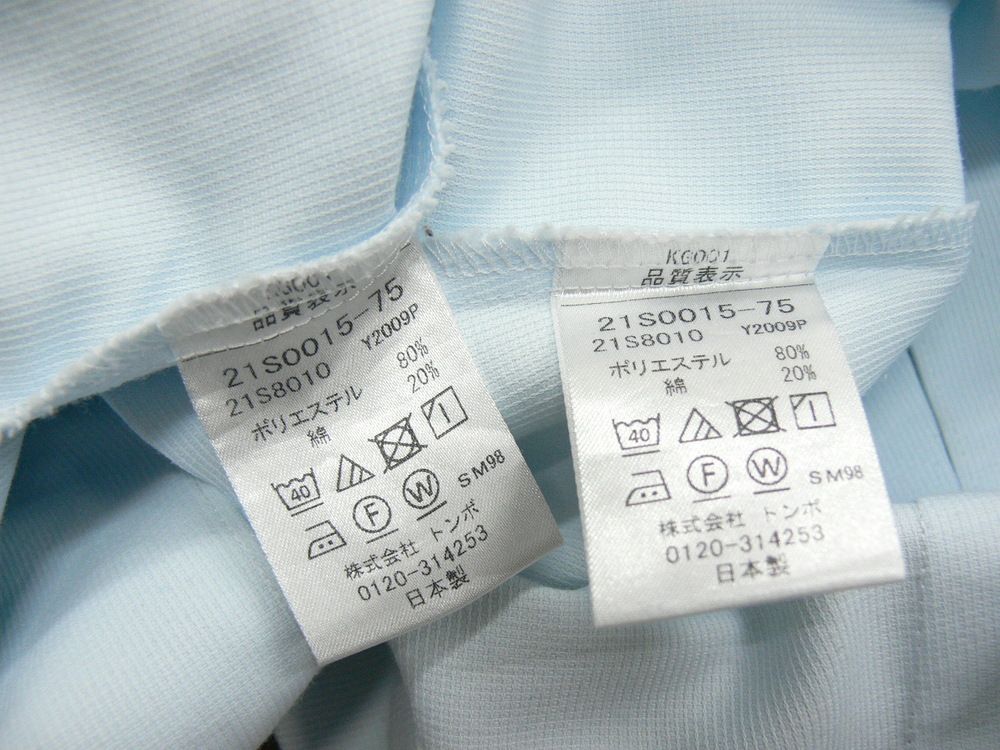 K6001
品質表示
21S0015-75
21S8010 Y2009P
ポリエステル 80%
綿 20%
40
F W SM98
株式会社 トンボ
0120-314253
日本製
K6001
品質表示
21S0015-75
21S8010 Y2009P
ポリエステル 80%
綿 20%
40
F W SM98
株式会社 トンボ
0120-314253
日本製